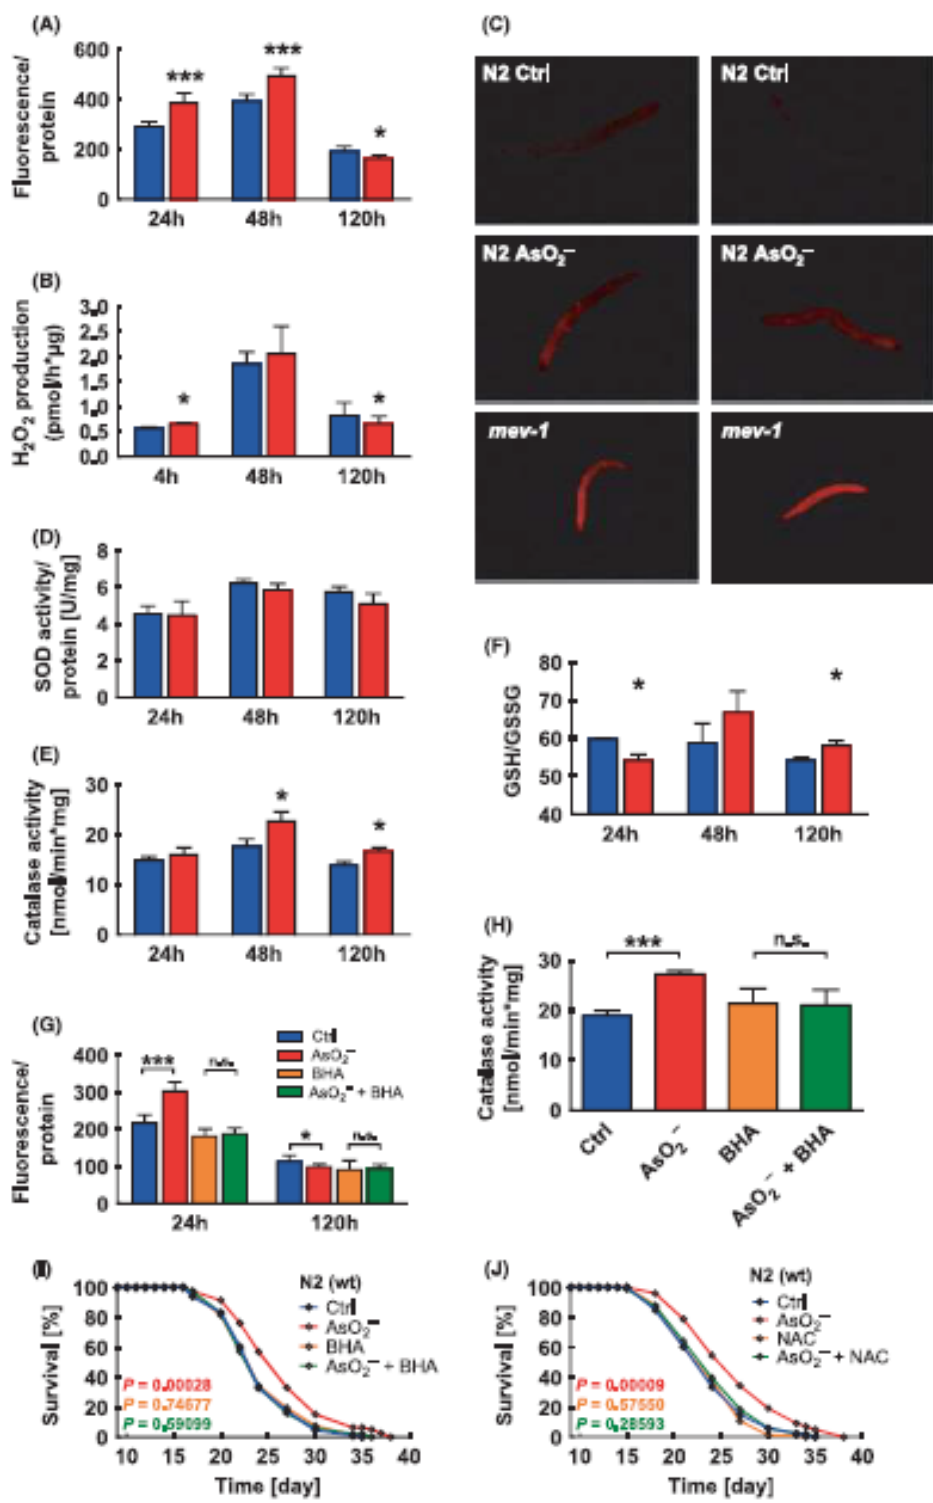 (A)
Fluorescence/
protein
600
400
200
0
***
***
*
24h
48h
120h
(B)
H₂O₂ production
(pmol/h*µg)
3.0
2.0
1.5
1.0
0.5
0.0
*
*
4h
48h
120h
(C)
N2 Ctrl
N2 Ctrl
N2 AsO₂⁻
N2 AsO₂⁻
mev-1
mev-1
(D)
SOD activity/
protein [U/mg]
8
6
4
2
0
24h
48h
120h
(E)
Catalase activity
[nmol/min*mg]
30
20
10
0
*
*
24h
48h
120h
(F)
GSH/GSSG
80
70
60
50
40
*
*
24h
48h
120h
(G)
Fluorescence/
protein
400
300
200
100
0
***
n.s.
*
n.s.
Ctrl
AsO₂⁻
BHA
AsO₂⁻ + BHA
24h
120h
(H)
Catalase activity
[nmol/min*mg]
30
20
10
0
***
n.s.
Ctrl
AsO₂⁻
BHA
AsO₂⁻ + BHA
(I)
Survival [%]
100
80
60
40
20
0
N2 (wt)
Ctrl
AsO₂⁻
BHA
AsO₂⁻ + BHA
P = 0.00028
P = 0.74677
P = 0.59099
10 15 20 25 30 35 40
Time [day]
(J)
Survival [%]
100
80
60
40
20
0
N2 (wt)
Ctrl
AsO₂⁻
NAC
AsO₂⁻ + NAC
P = 0.00009
P = 0.57550
P = 0.28593
10 15 20 25 30 35 40
Time [day]